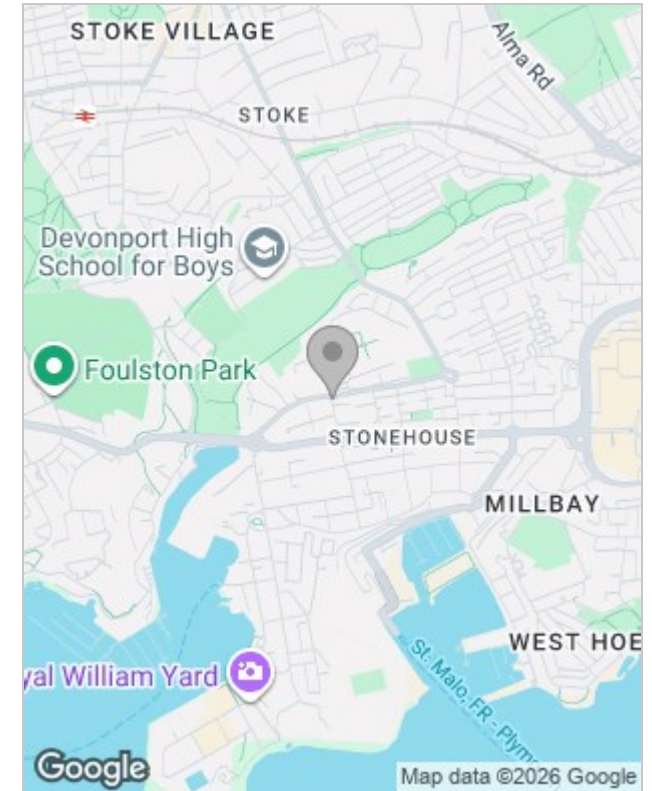 STOKE VILLAGE
Alma Rd
STOKE
Devonport High
School for Boys
Foulston Park
STONEHOUSE
MILLBAY
WEST HOE
yal William Yard
St. Malo, FR - Plymo
Google
Map data ©2026 Google